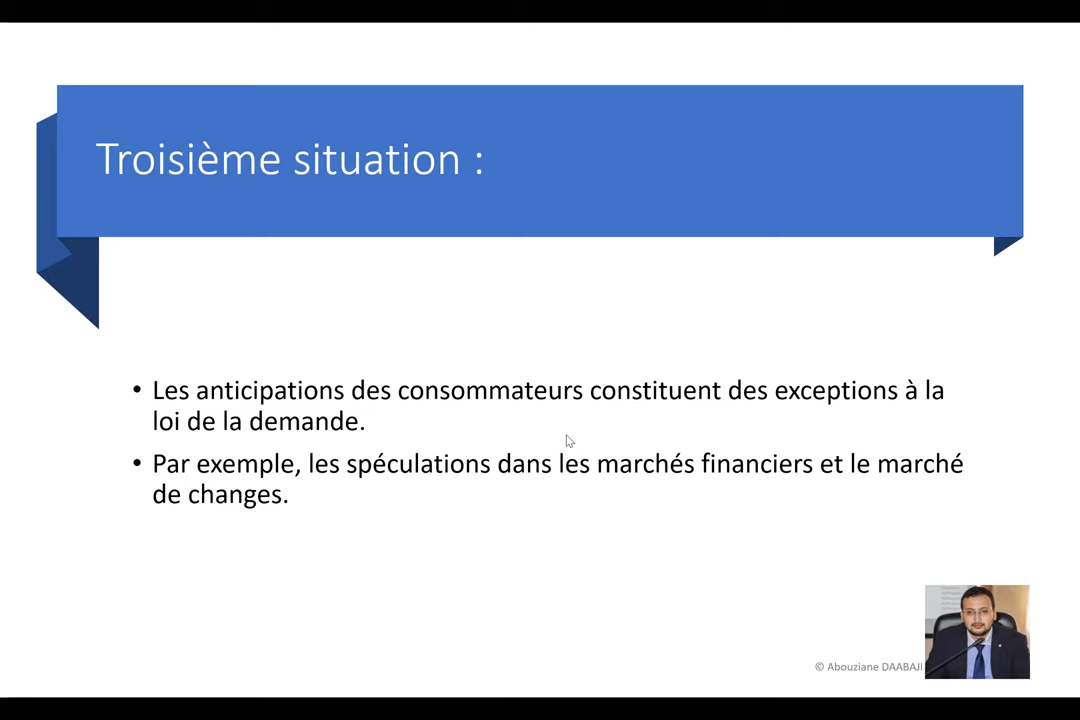 Troisième situation :
• Les anticipations des consommateurs constituent des exceptions à la
loi de la demande.
• Par exemple, les spéculations dans les marchés financiers et le marché
de changes.
© Abouziane DAABAJI